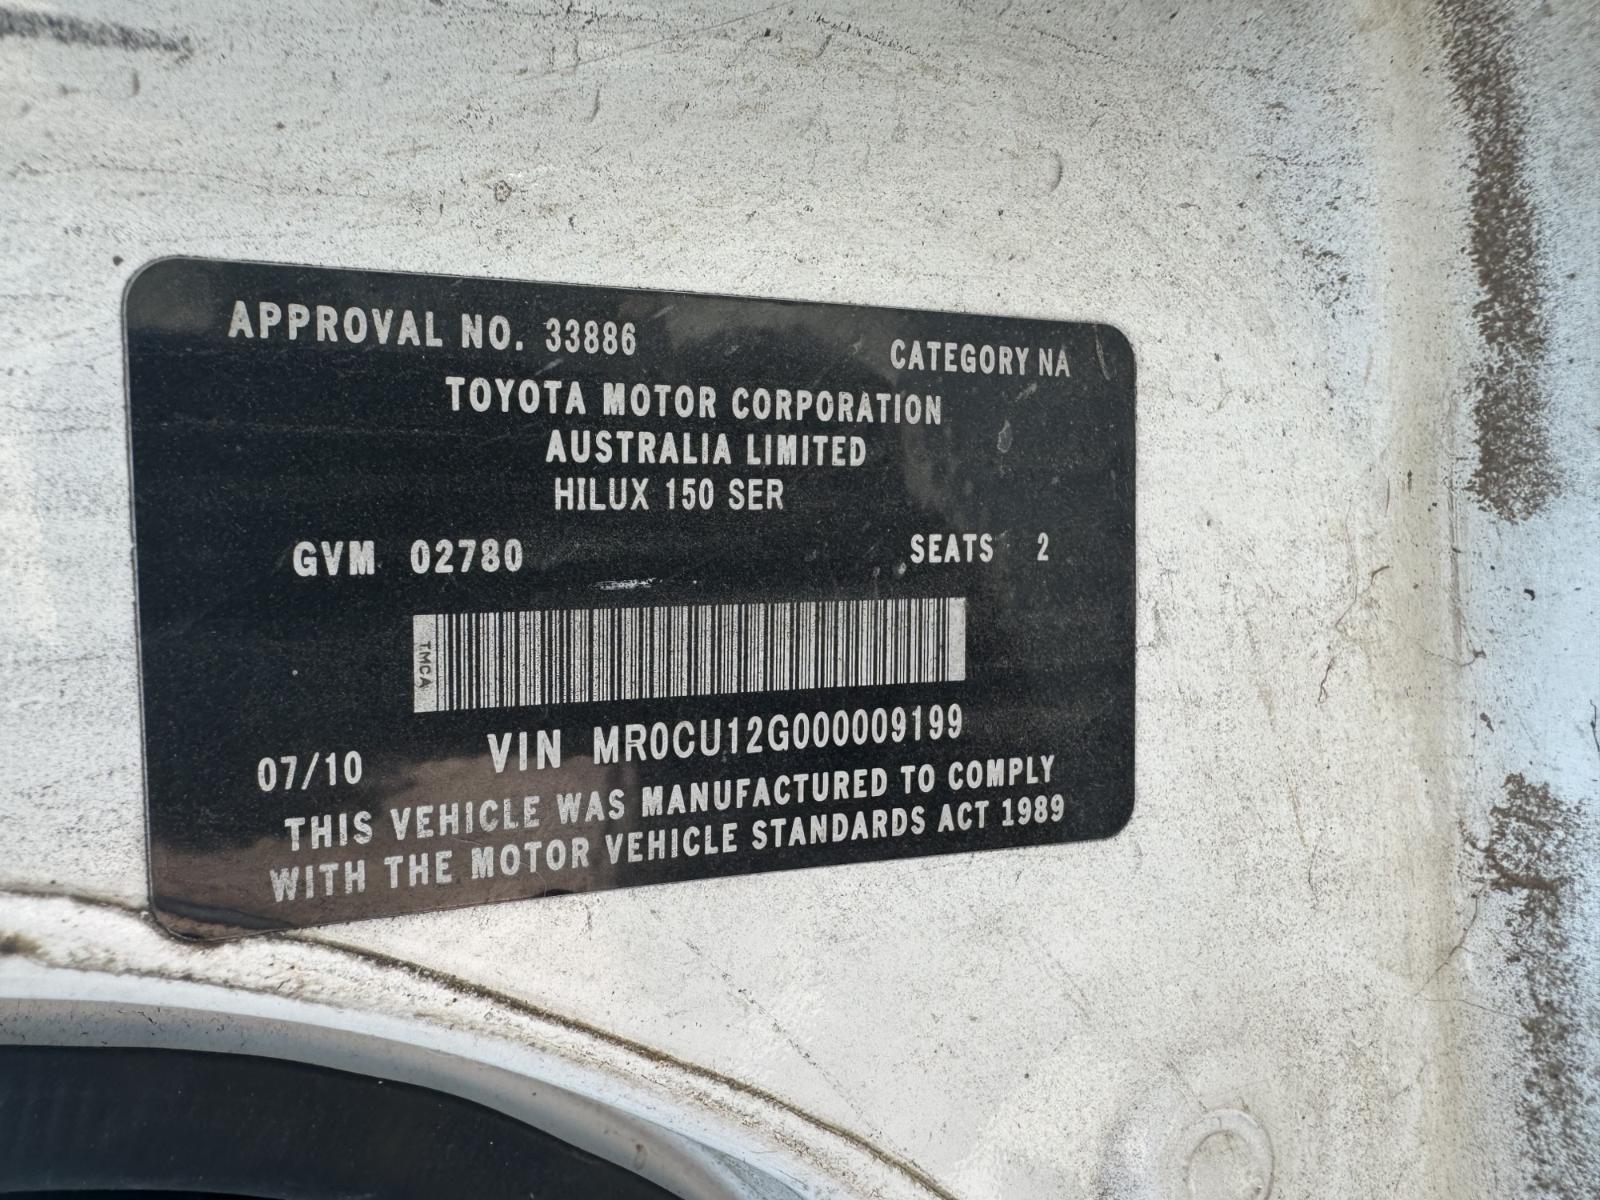 APPROVAL NO. 33886 CATEGORY NA
TOYOTA MOTOR CORPORATION
AUSTRALIA LIMITED
HILUX 150 SER
GVM 02780 SEATS 2
TMCA
VIN MR0CU12G000009199
07/10
THIS VEHICLE WAS MANUFACTURED TO COMPLY
WITH THE MOTOR VEHICLE STANDARDS ACT 1989